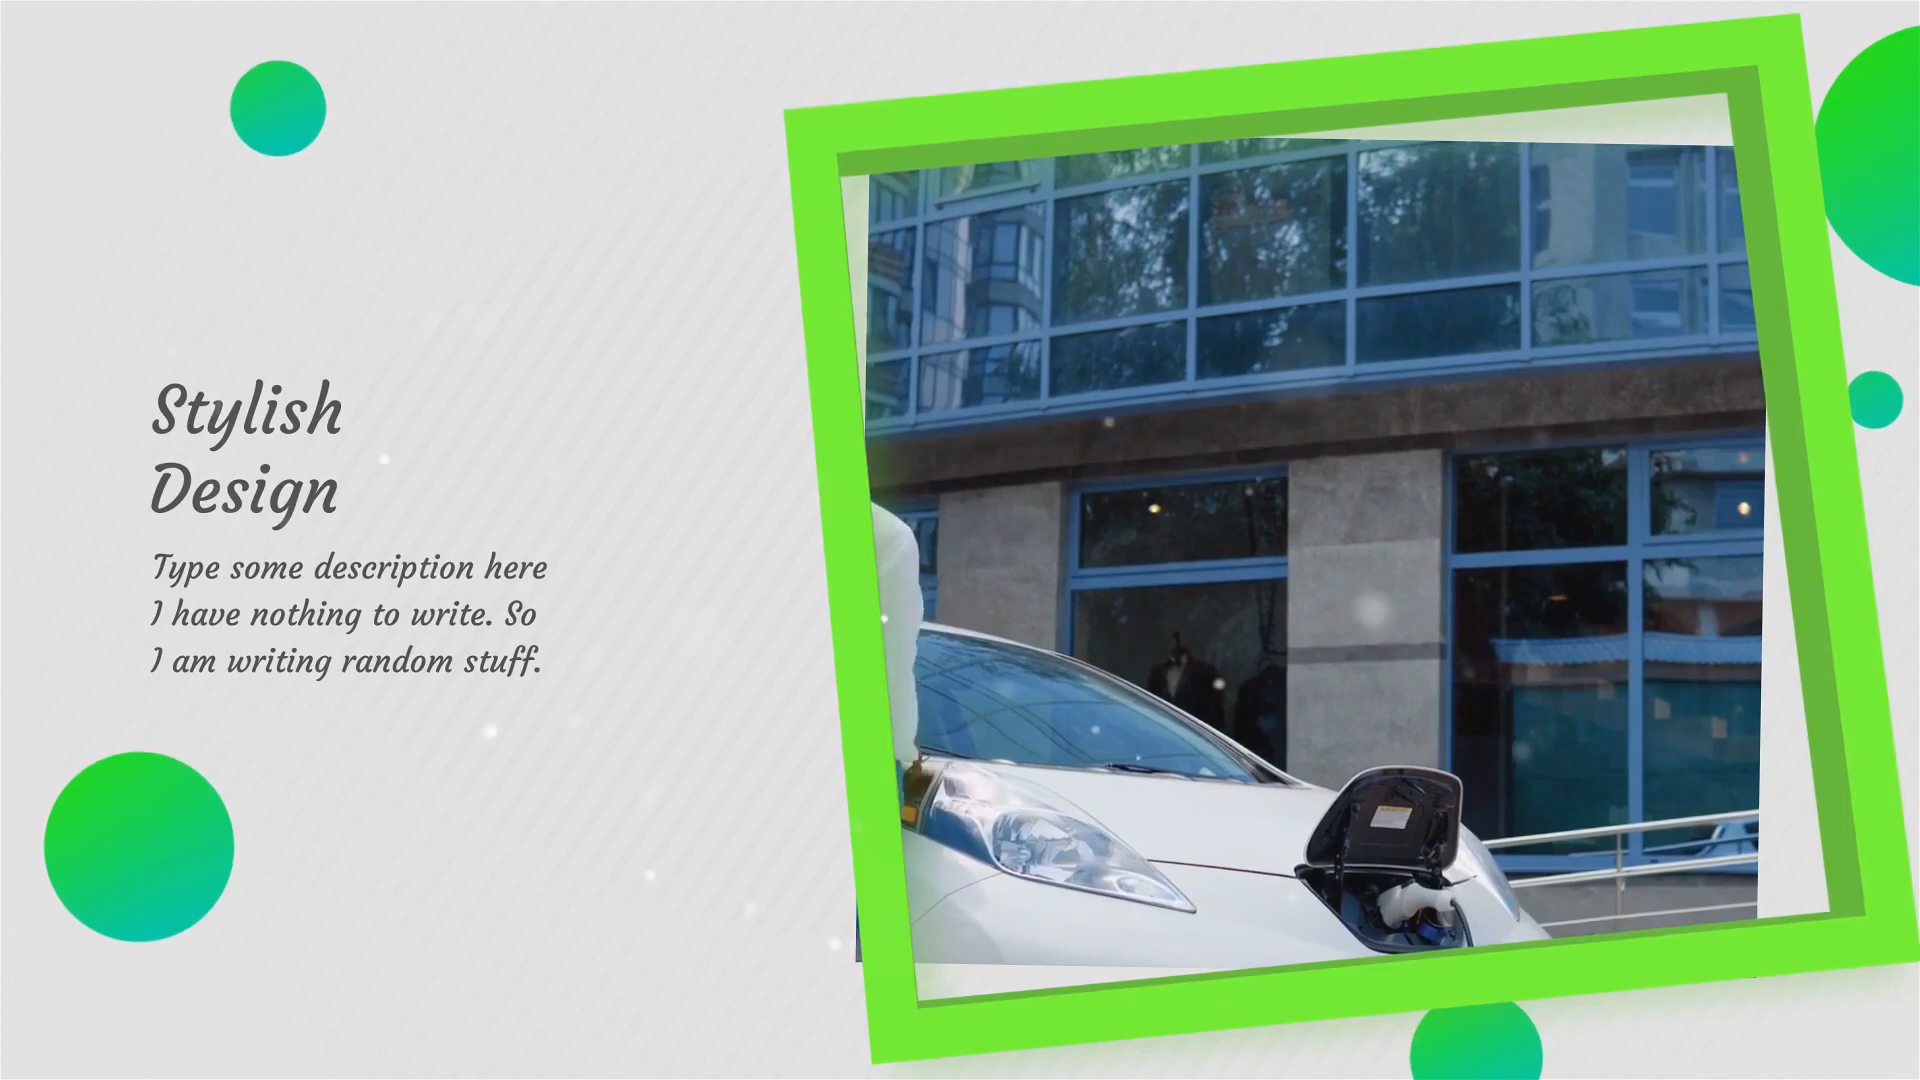 Stylish
Design
Type some description here
I have nothing to write. So
I am writing random stuff.